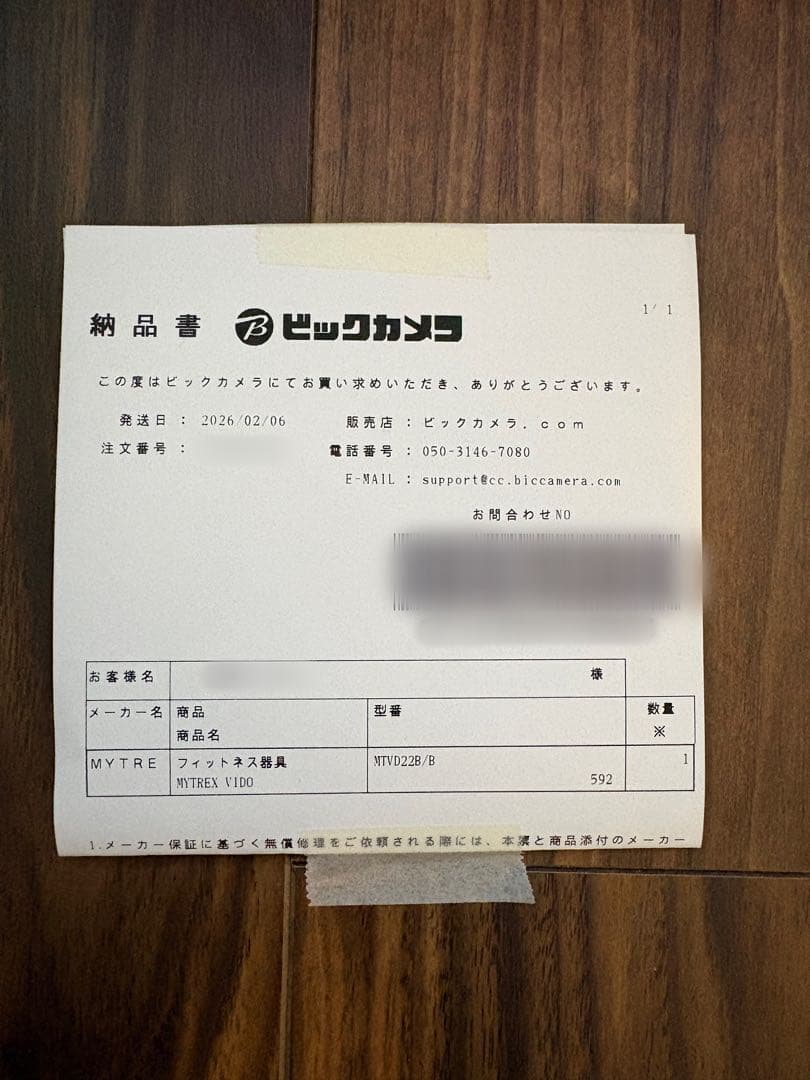 1/ 1
納品書 B ビックカメラ
この度はビックカメラにてお買い求めいただき、ありがとうございます。
発送日 : 2026/02/06 販売店 : ビックカメラ.com
注文番号 : 電話番号 : 050-3146-7080
E-MAIL : support@cc.biccamera.com
お問合わせNO
お客様名 様
メーカー名 商品 型番 数量
商品名 ※
MYTRE フィットネス器具 MTVD22B/B 1
MYTREX VIDO 592
1.メーカー保証に基づく無償修理をご依頼される際には、本票と商品添付のメーカー